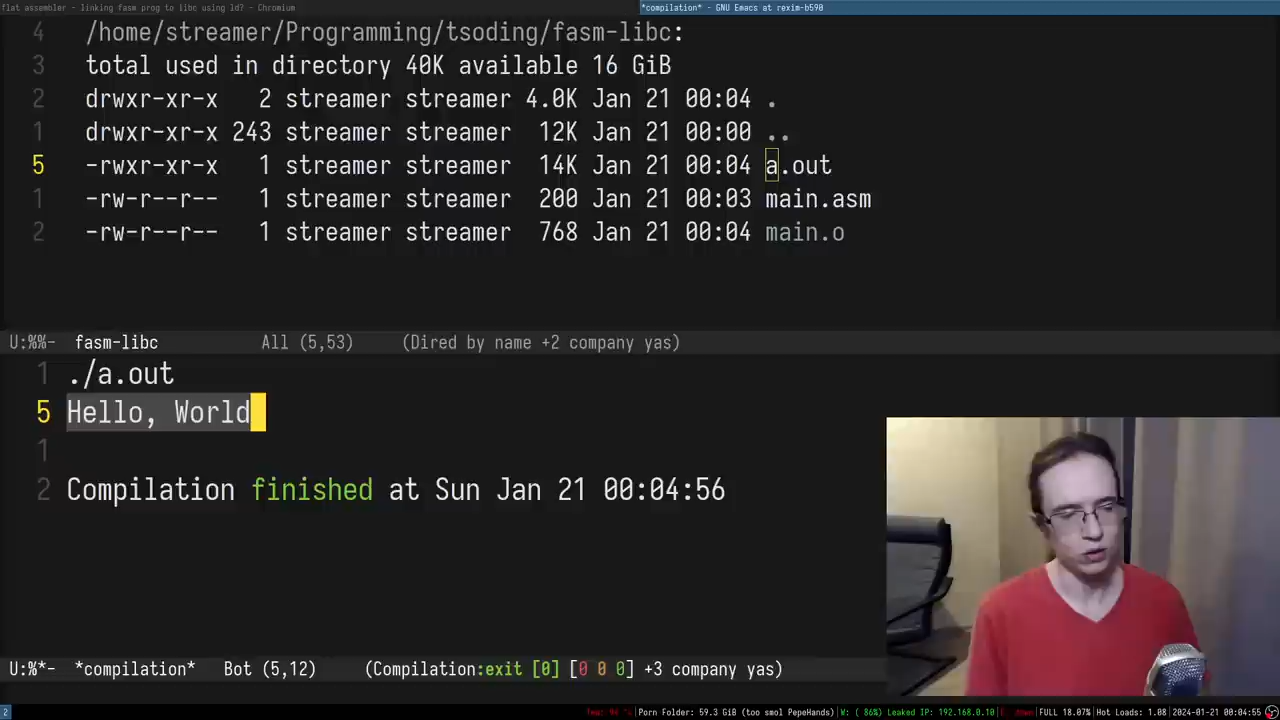 flat assembler - linking fasm prog to libc using ld? - Chromium
*compilation* - GNU Emacs at rexim-b590
4 /home/streamer/Programming/tsoding/fasm-libc:
3 total used in directory 40K available 16 GiB
2 drwxr-xr-x 2 streamer streamer 4.0K Jan 21 00:04 .
1 drwxr-xr-x 243 streamer streamer 12K Jan 21 00:00 ..
5 -rwxr-xr-x 1 streamer streamer 14K Jan 21 00:04 a.out
1 -rw-r--r-- 1 streamer streamer 200 Jan 21 00:03 main.asm
2 -rw-r--r-- 1 streamer streamer 768 Jan 21 00:04 main.o
U:%%- fasm-libc All (5,53) (Dired by name +2 company yas)
1 ./a.out
5 Hello, World
1
2 Compilation finished at Sun Jan 21 00:04:56
U:%*- *compilation* Bot (5,12) (Compilation:exit [0] [0 0 0] +3 company yas)
2 Porn Folder: 59.3 GiB (too smol PepeHands) W: ( 86%) Leaked IP: 192.168.0.10 FULL 18.07% Hot Loads: 1.08 2024-01-21 00:04:55